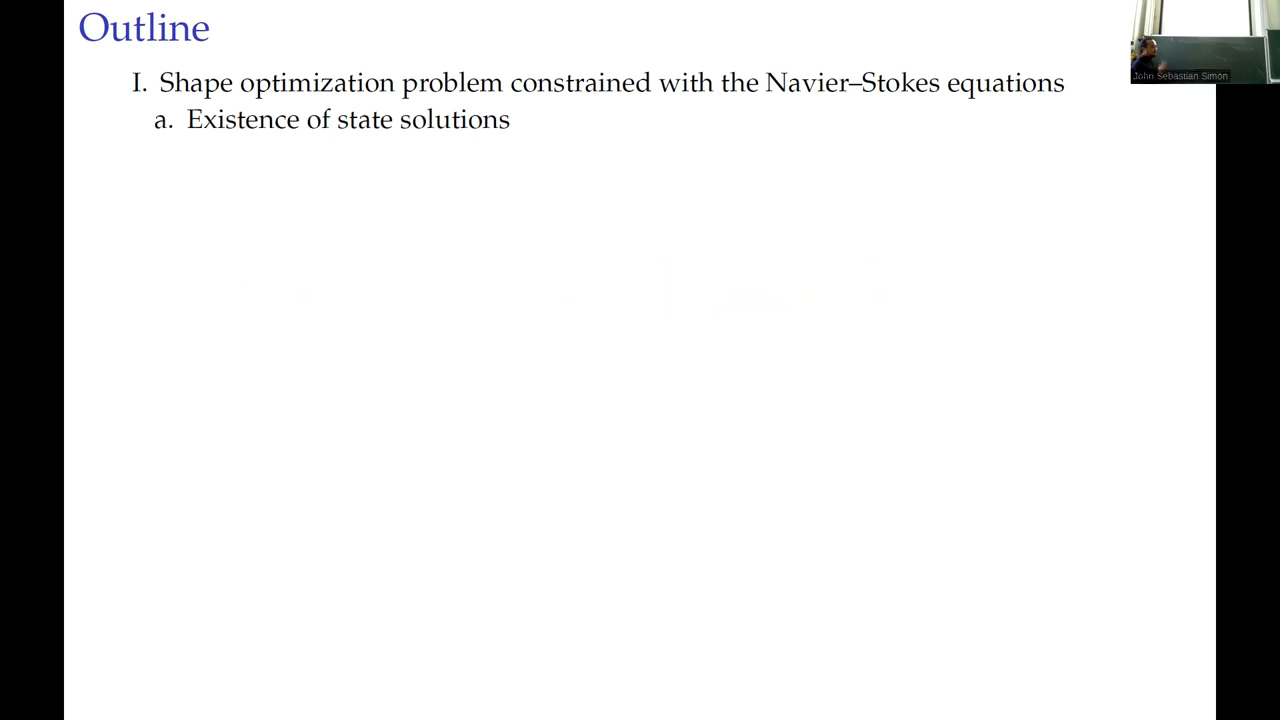 Outline
John Sebastian Simon
I. Shape optimization problem constrained with the Navier–Stokes equations
a. Existence of state solutions